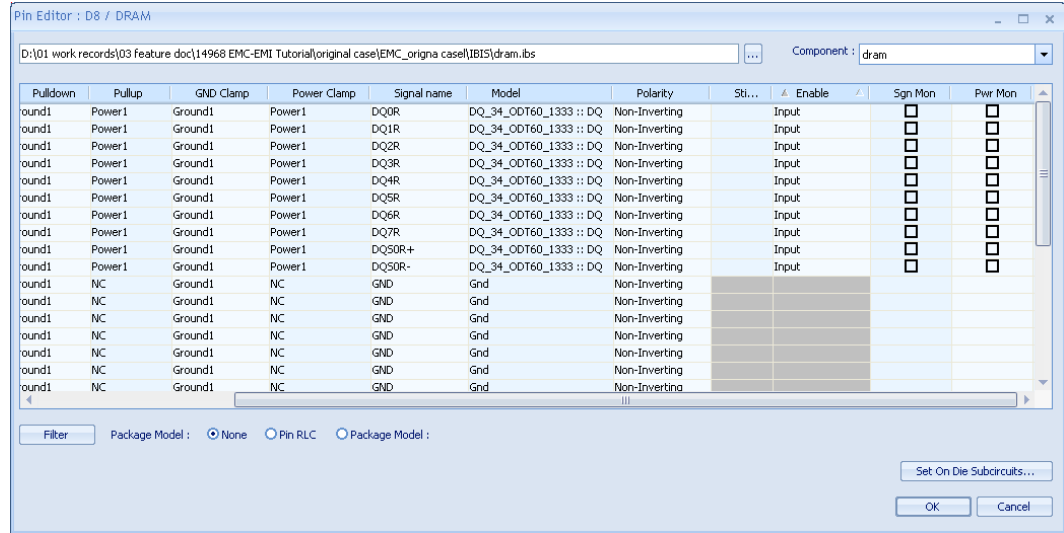 Pin Editor : D8 / DRAM
D:\01 work records\03 feature doc\14968 EMC-EMI Tutorial\original case\EMC_origna casel\IBIS\dram.ibs ... Component : dram
Pulldown Pullup GND Clamp Power Clamp Signal name Model Polarity Sti... Enable Sgn Mon Pwr Mon
round1 Power1 Ground1 Power1 DQ0R DQ_34_ODT60_1333 :: DQ Non-Inverting Input
round1 Power1 Ground1 Power1 DQ1R DQ_34_ODT60_1333 :: DQ Non-Inverting Input
round1 Power1 Ground1 Power1 DQ2R DQ_34_ODT60_1333 :: DQ Non-Inverting Input
round1 Power1 Ground1 Power1 DQ3R DQ_34_ODT60_1333 :: DQ Non-Inverting Input
round1 Power1 Ground1 Power1 DQ4R DQ_34_ODT60_1333 :: DQ Non-Inverting Input
round1 Power1 Ground1 Power1 DQ5R DQ_34_ODT60_1333 :: DQ Non-Inverting Input
round1 Power1 Ground1 Power1 DQ6R DQ_34_ODT60_1333 :: DQ Non-Inverting Input
round1 Power1 Ground1 Power1 DQ7R DQ_34_ODT60_1333 :: DQ Non-Inverting Input
round1 Power1 Ground1 Power1 DQS0R+ DQ_34_ODT60_1333 :: DQ Non-Inverting Input
round1 Power1 Ground1 Power1 DQS0R- DQ_34_ODT60_1333 :: DQ Non-Inverting Input
round1 NC Ground1 NC GND Gnd Non-Inverting
round1 NC Ground1 NC GND Gnd Non-Inverting
round1 NC Ground1 NC GND Gnd Non-Inverting
round1 NC Ground1 NC GND Gnd Non-Inverting
round1 NC Ground1 NC GND Gnd Non-Inverting
round1 NC Ground1 NC GND Gnd Non-Inverting
round1 NC Ground1 NC GND Gnd Non-Inverting
Filter Package Model : None Pin RLC Package Model :
Set On Die Subcircuits...
OK Cancel